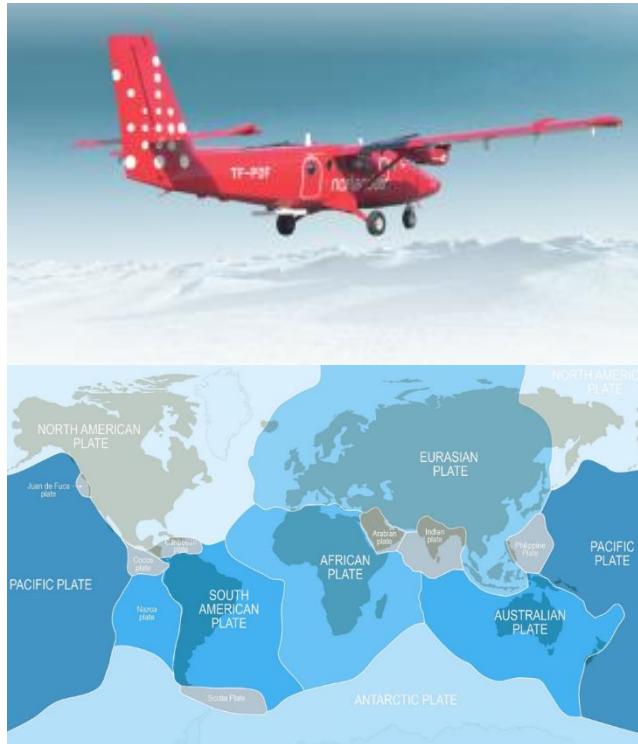 TF-POF
NORTH AMERICAN
PLATE
NORTH AMERIC
PLATE
EURASIAN
PLATE
Juan de Fuca
plate
Caribbean
plate
Arabian
plate
Indian
plate
Philippine
Plate
Cocos
plate
AFRICAN
PLATE
PACIFIC
PLATE
PACIFIC PLATE
SOUTH
AMERICAN
PLATE
Nazca
plate
AUSTRALIAN
PLATE
Scotia Plate
ANTARCTIC PLATE